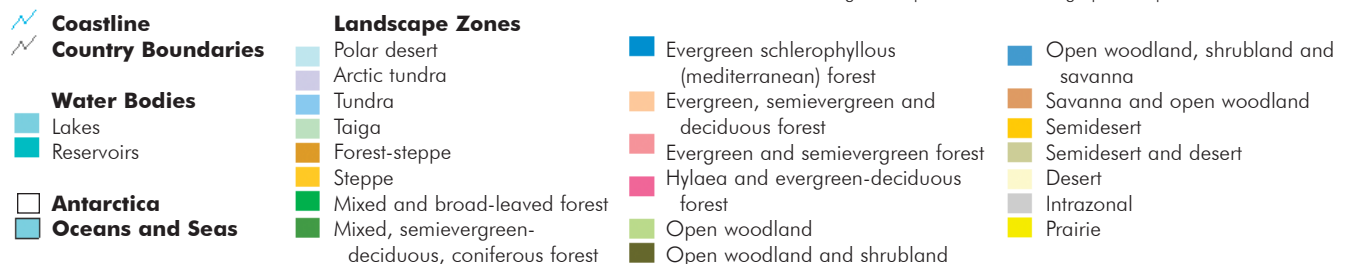 Coastline
Country Boundaries
Water Bodies
Lakes
Reservoirs
Antarctica
Oceans and Seas
Landscape Zones
Polar desert
Arctic tundra
Tundra
Taiga
Forest-steppe
Steppe
Mixed and broad-leaved forest
Mixed, semievergreen-
deciduous, coniferous forest
Evergreen schlerophyllous
(mediterranean) forest
Evergreen, semievergreen and
deciduous forest
Evergreen and semievergreen forest
Hylaea and evergreen-deciduous
forest
Open woodland
Open woodland and shrubland
Open woodland, shrubland and
savanna
Savanna and open woodland
Semidesert
Semidesert and desert
Desert
Intrazonal
Prairie